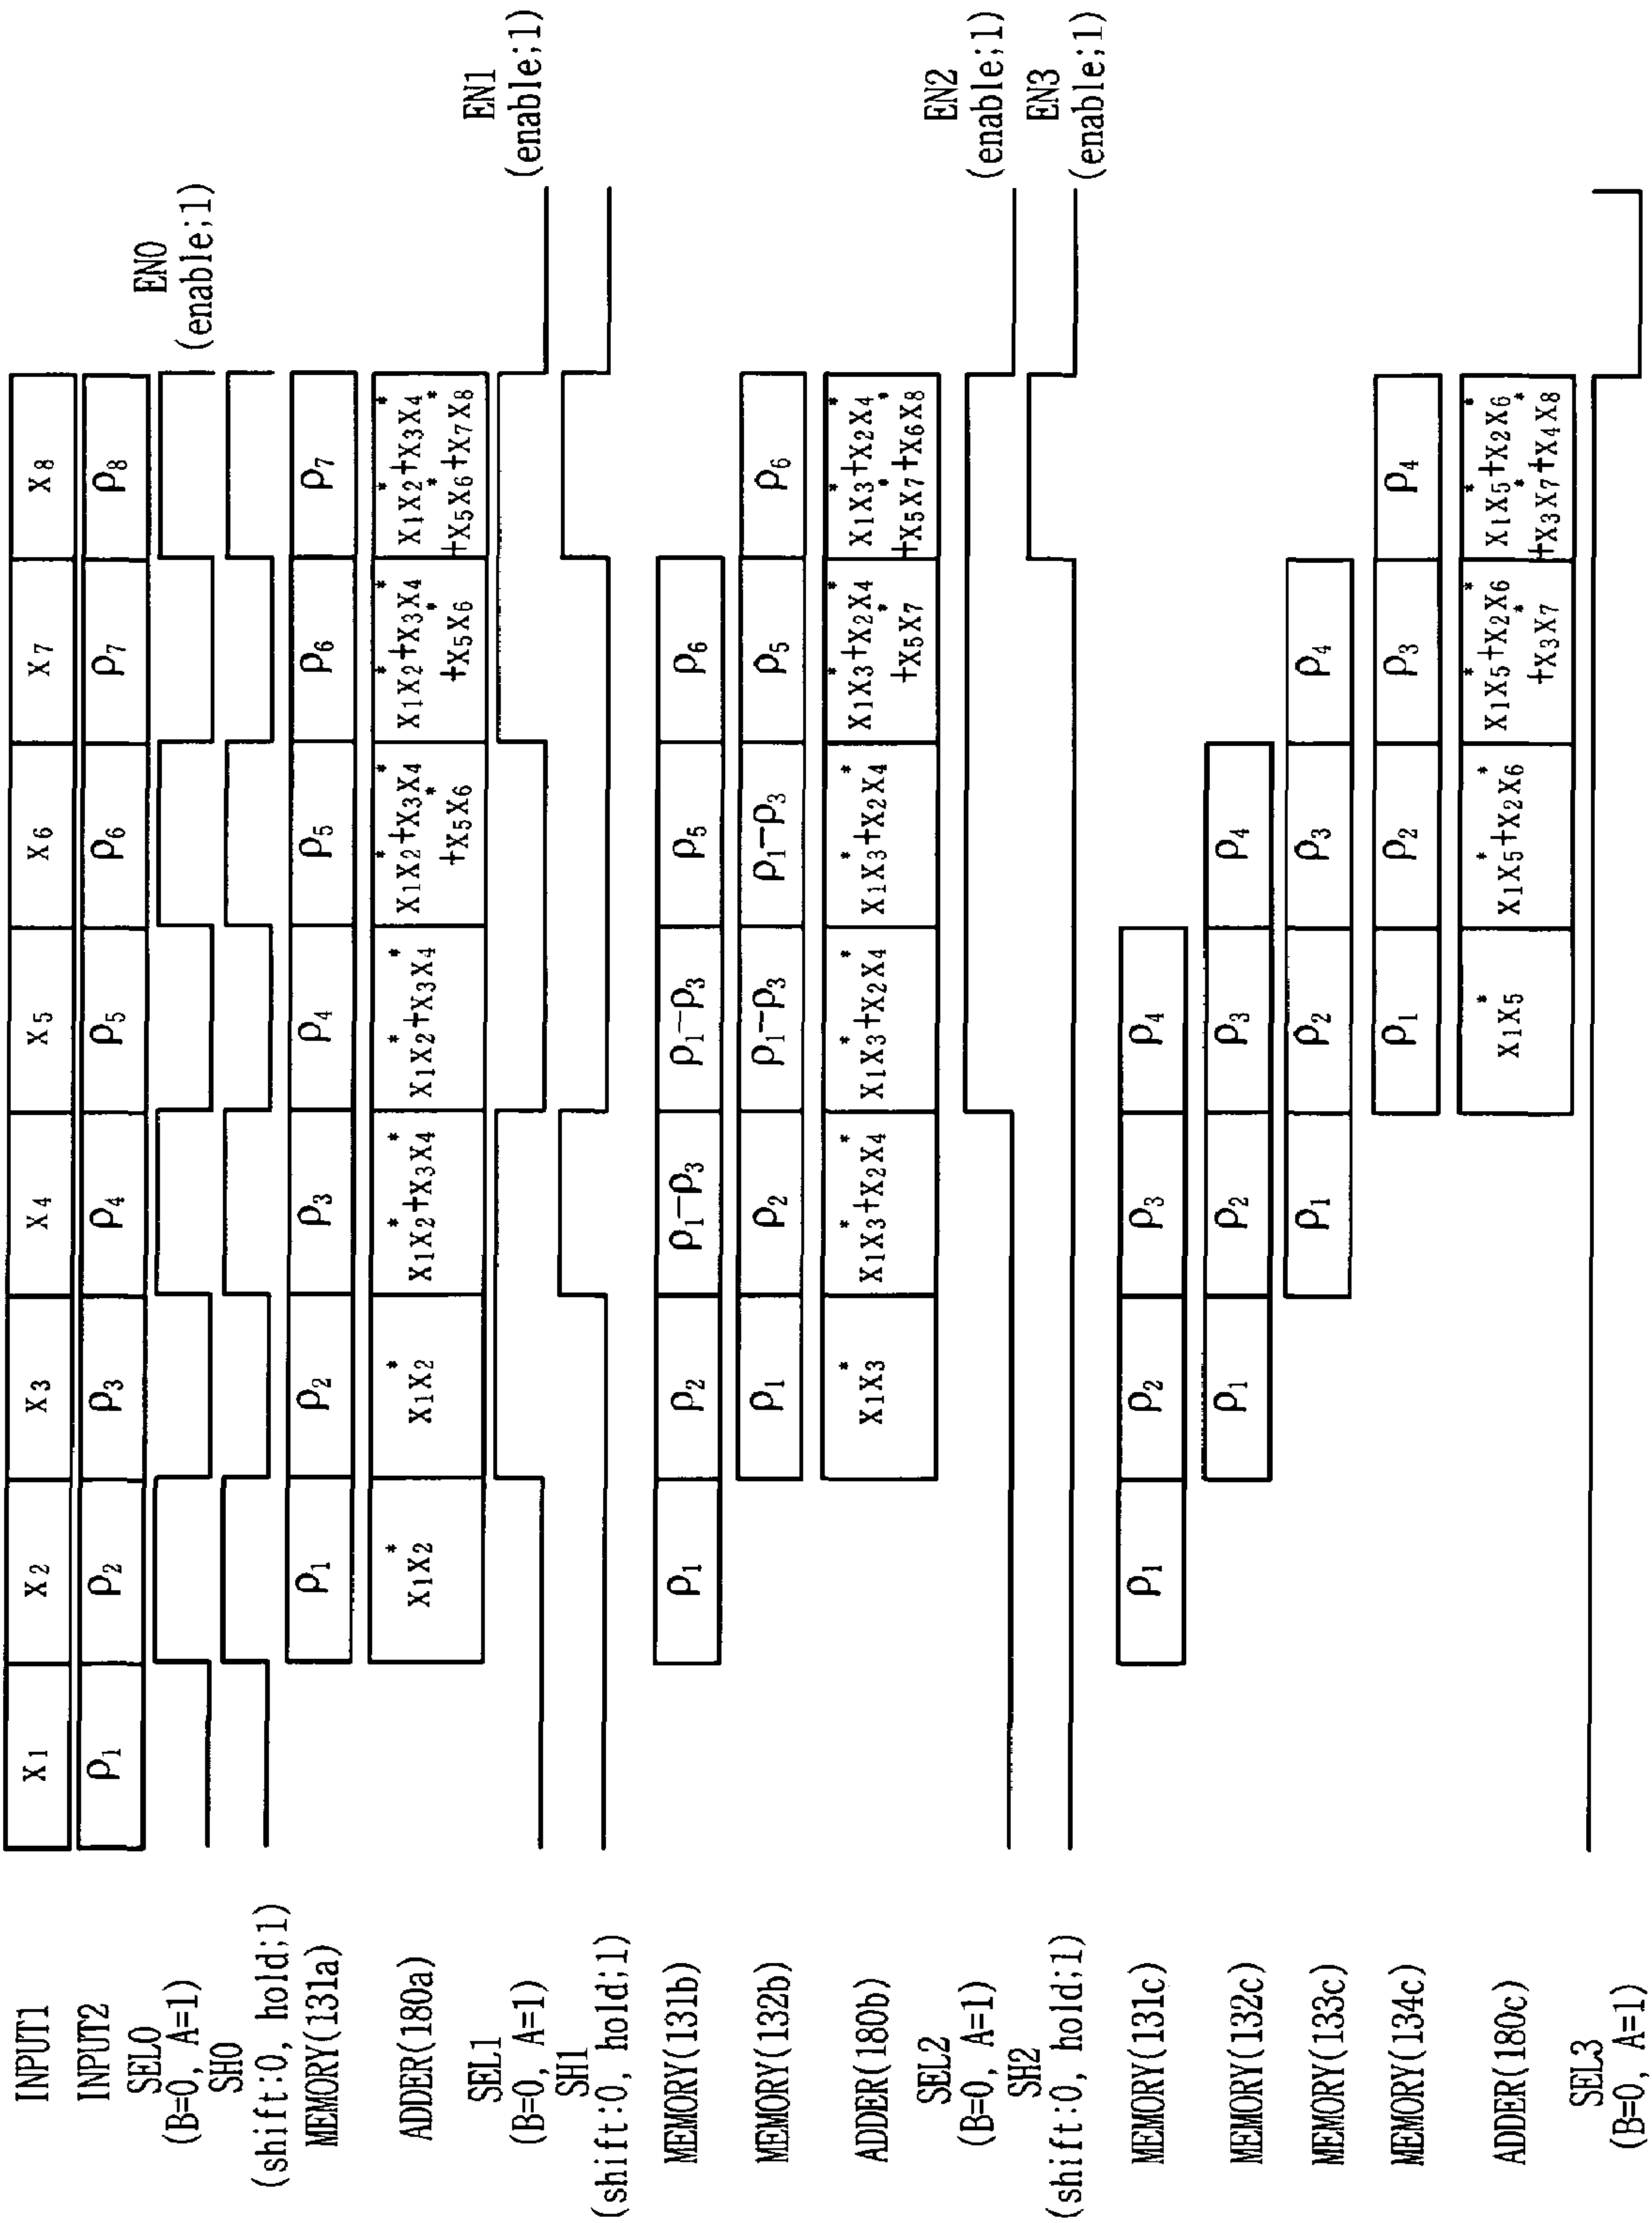 INPUT1 X₁ X₂ X₃ X₄ X₅ X₆ X₇ X₈
INPUT2 ρ₁ ρ₂ ρ₃ ρ₄ ρ₅ ρ₆ ρ₇ ρ₈
SEL0
(B=0, A=1)
EN0
(enable;1)
SH0
(shift:0, hold;1)
MEMORY(131a) ρ₁ ρ₂ ρ₃ ρ₄ ρ₅ ρ₆ ρ₇
ADDER(180a)
X₁X₂*
X₁X₂*
X₁X₂*+X₃X₄*
X₁X₂*+X₃X₄*
X₁X₂*+X₃X₄*
+X₅X₆*
X₁X₂*+X₃X₄*
+X₅X₆*
X₁X₂*+X₃X₄*
+X₅X₆*+X₇X₈*
SEL1
(B=0, A=1)
EN1
(enable;1)
SH1
(shift:0, hold;1)
MEMORY(131b) ρ₁ ρ₂ ρ₁-ρ₃ ρ₁-ρ₃ ρ₅ ρ₆
MEMORY(132b) ρ₁ ρ₂ ρ₁-ρ₃ ρ₁-ρ₃ ρ₅ ρ₆
ADDER(180b)
X₁X₃*
X₁X₃*+X₂X₄*
X₁X₃*+X₂X₄*
X₁X₃*+X₂X₄*
X₁X₃*+X₂X₄*
+X₅X₇*
X₁X₃*+X₂X₄*
+X₅X₇*+X₆X₈*
SEL2
(B=0, A=1)
EN2
(enable;1)
SH2
(shift:0, hold;1)
EN3
(enable;1)
MEMORY(131c) ρ₁ ρ₂ ρ₃ ρ₄
MEMORY(132c) ρ₁ ρ₂ ρ₃ ρ₄
MEMORY(133c) ρ₁ ρ₂ ρ₃ ρ₄
MEMORY(134c) ρ₁ ρ₂ ρ₃ ρ₄
ADDER(180c)
X₁X₅*
X₁X₅*+X₂X₆*
X₁X₅*+X₂X₆*
+X₃X₇*
X₁X₅*+X₂X₆*
+X₃X₇*+X₄X₈*
SEL3
(B=0, A=1)